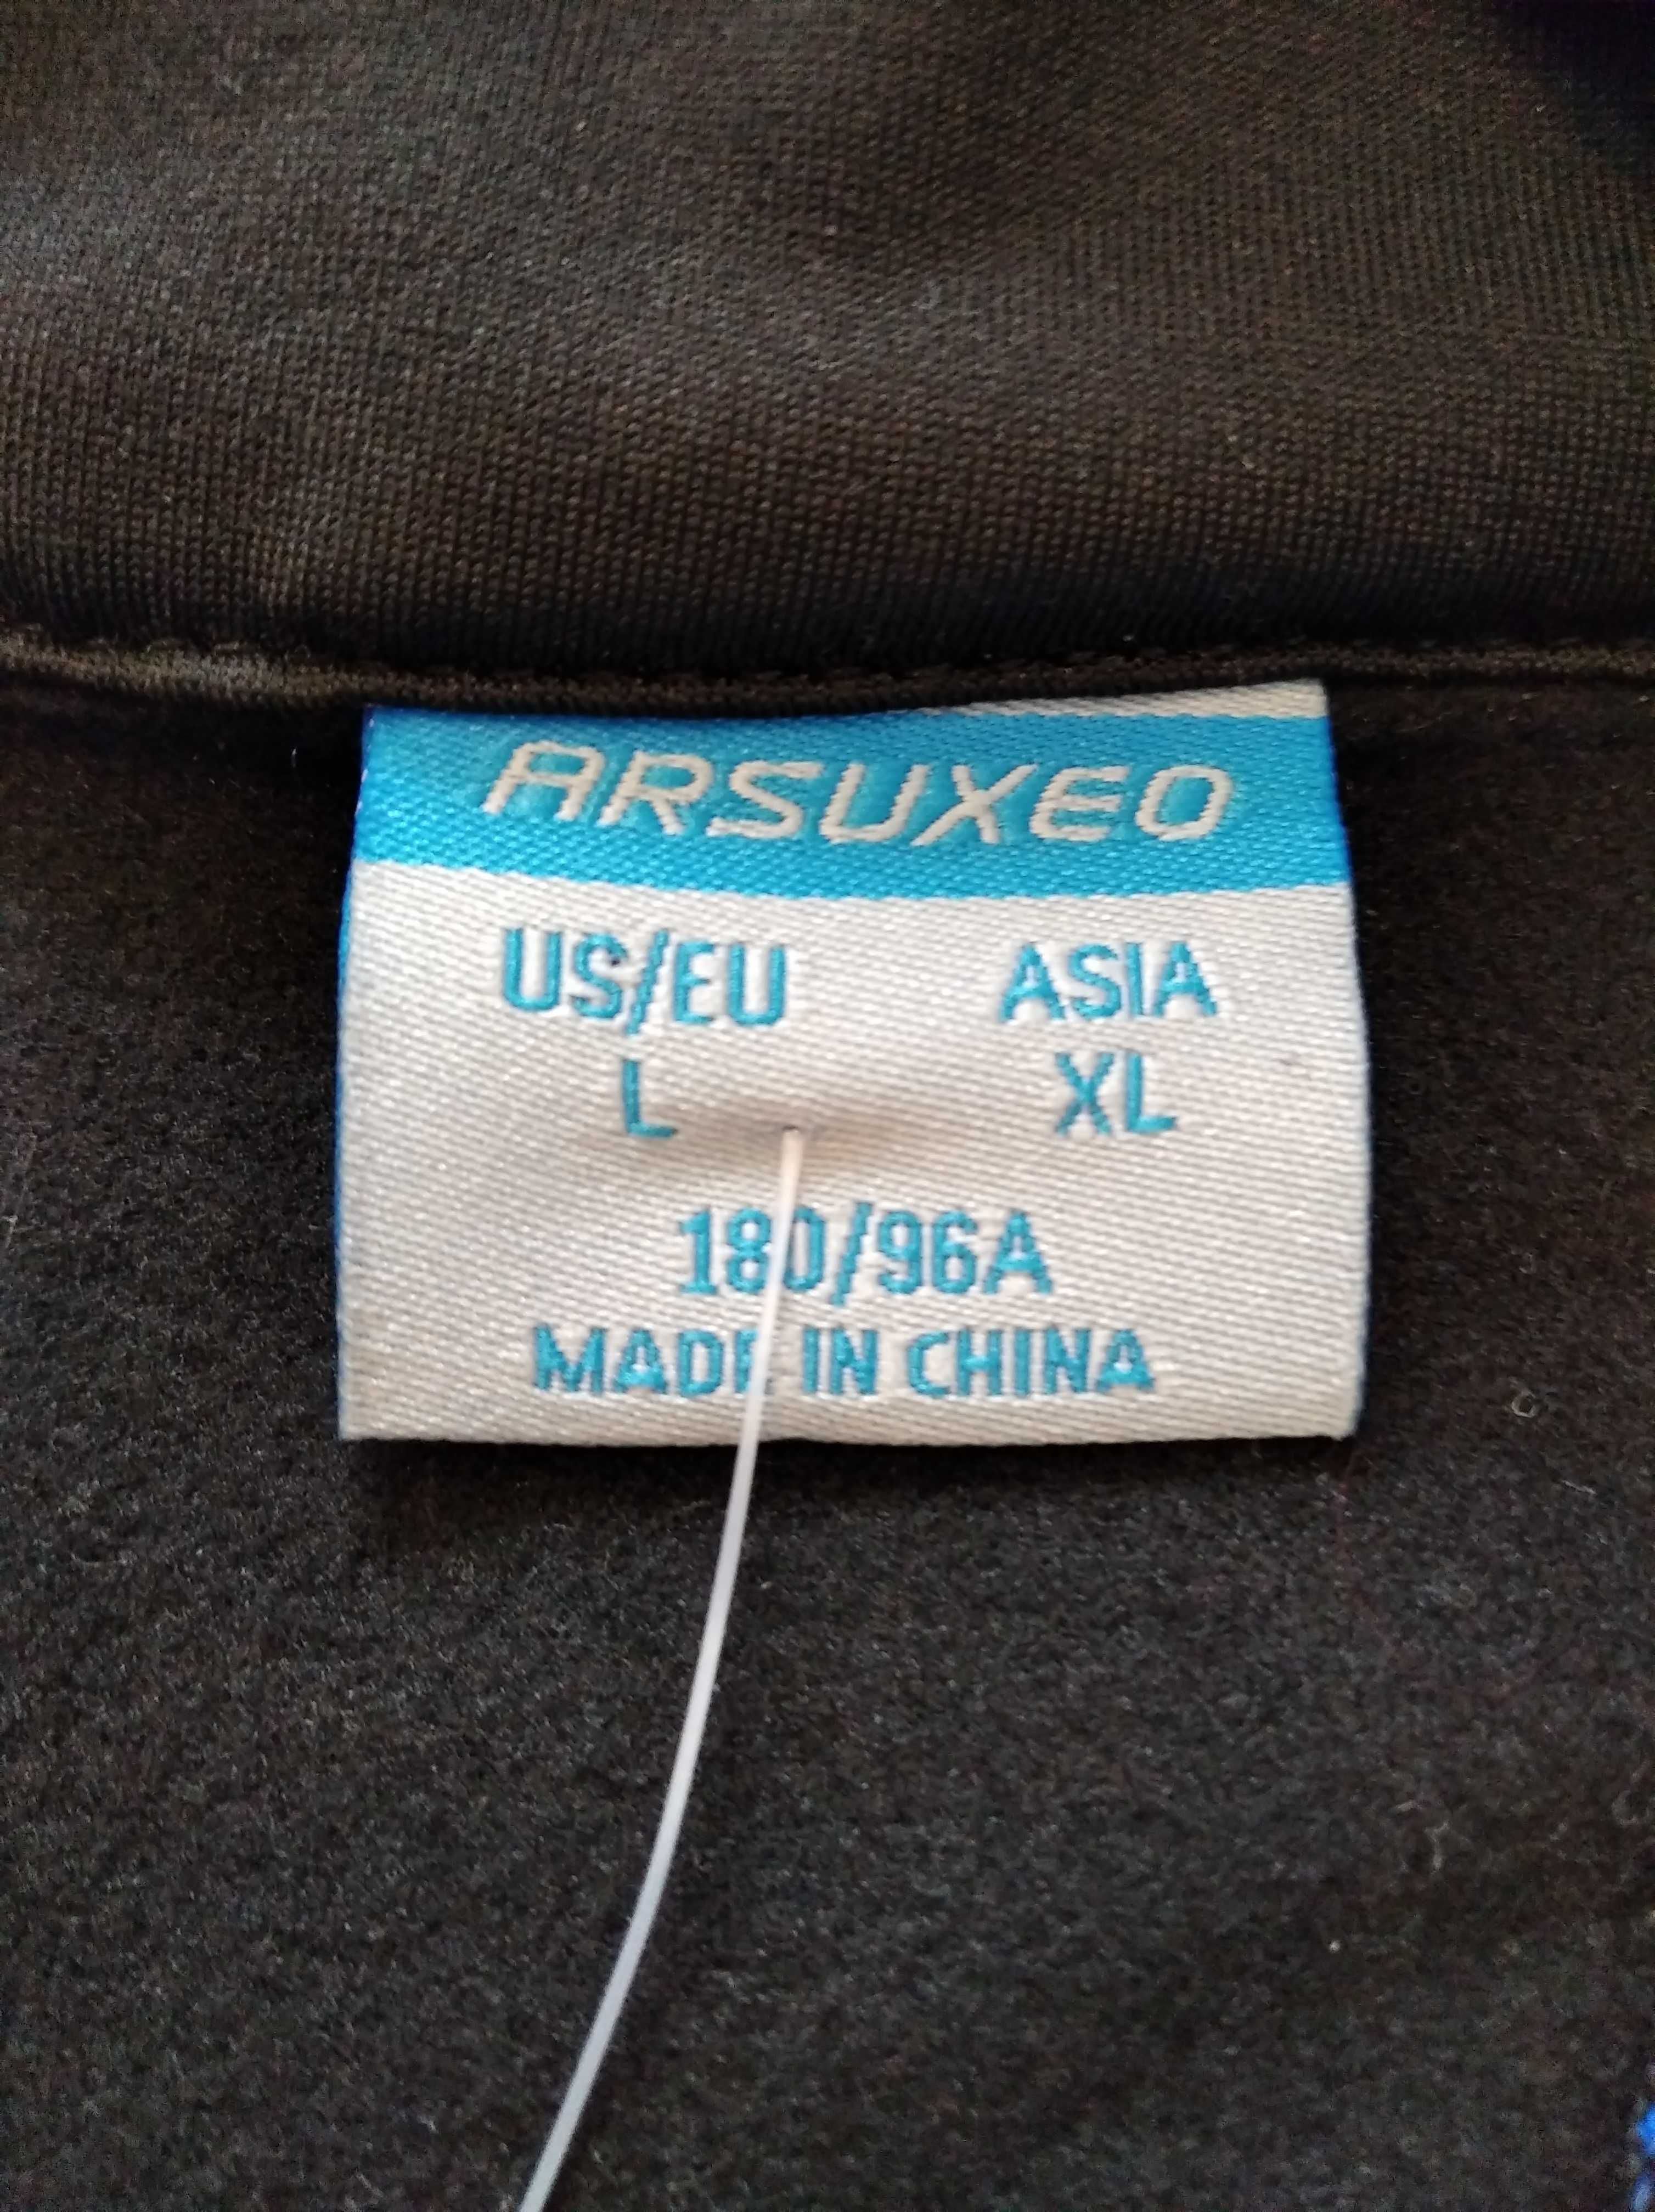 ARSUXEO
US/EU ASIA
L XL
180/96A
MADE IN CHINA